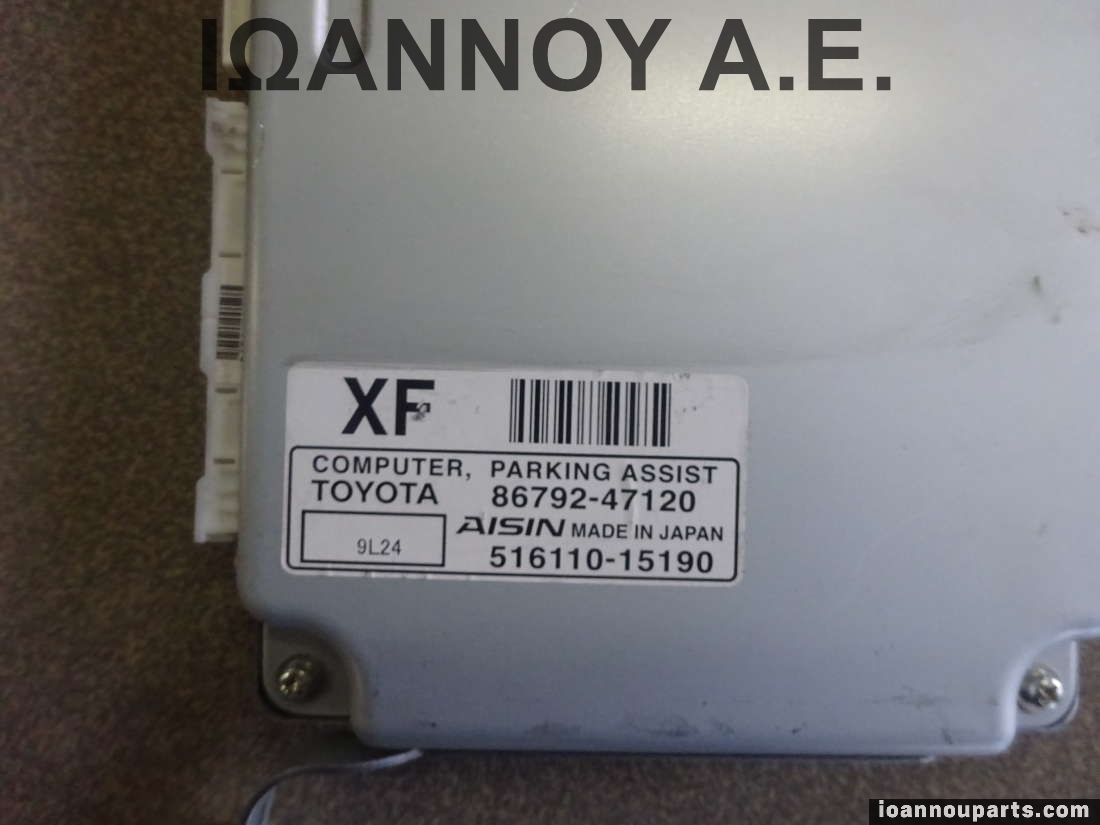 ΙΩΑΝΝΟΥ Α.Ε.
XF
COMPUTER, PARKING ASSIST
TOYOTA 86792-47120
9L24
AISIN MADE IN JAPAN
516110-15190
ioannouparts.com